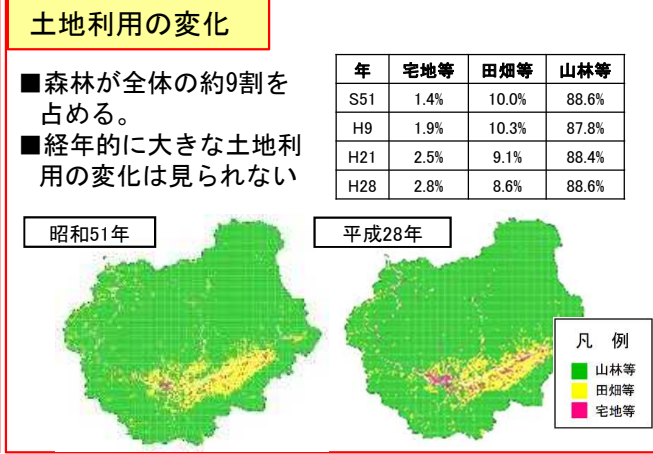 土地利用の変化
■森林が全体の約9割を
占める。
■経年的に大きな土地利
用の変化は見られない
年 宅地等 田畑等 山林等
S51 1.4% 10.0% 88.6%
H9 1.9% 10.3% 87.8%
H21 2.5% 9.1% 88.4%
H28 2.8% 8.6% 88.6%
昭和51年
平成28年
凡 例
山林等
田畑等
宅地等